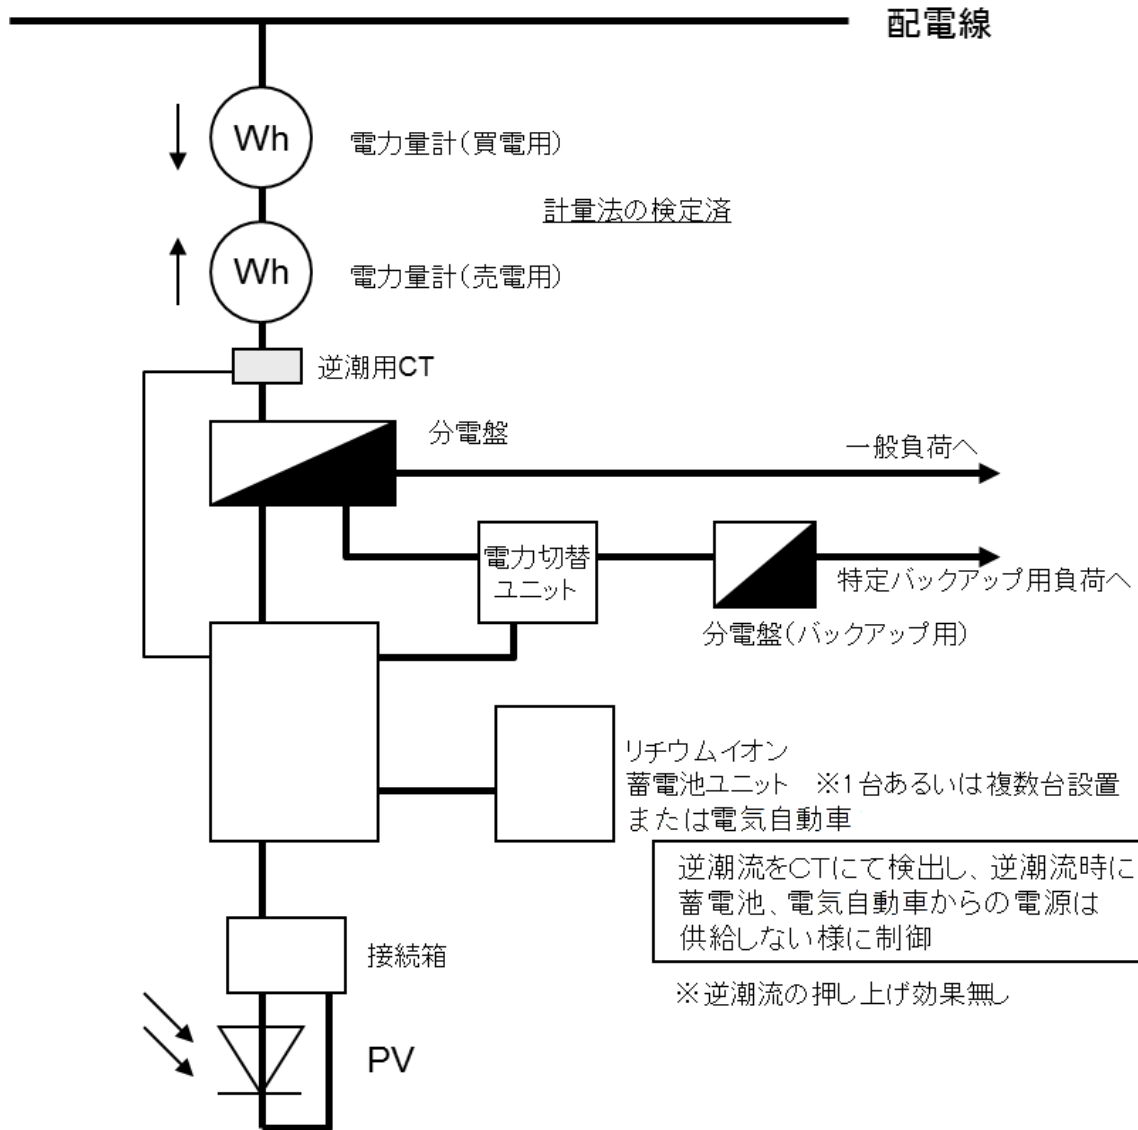 配電線
Wh
電力量計(買電用)
計量法の検定済
Wh
電力量計(売電用)
逆潮用CT
分電盤
一般負荷へ
電力切替
ユニット
特定バックアップ用負荷へ
分電盤(バックアップ用)
リチウムイオン
蓄電池ユニット ※1台あるいは複数台設置
または電気自動車
逆潮流をCTにて検出し、逆潮流時に
蓄電池、電気自動車からの電源は
供給しない様に制御
接続箱
※逆潮流の押し上げ効果無し
PV